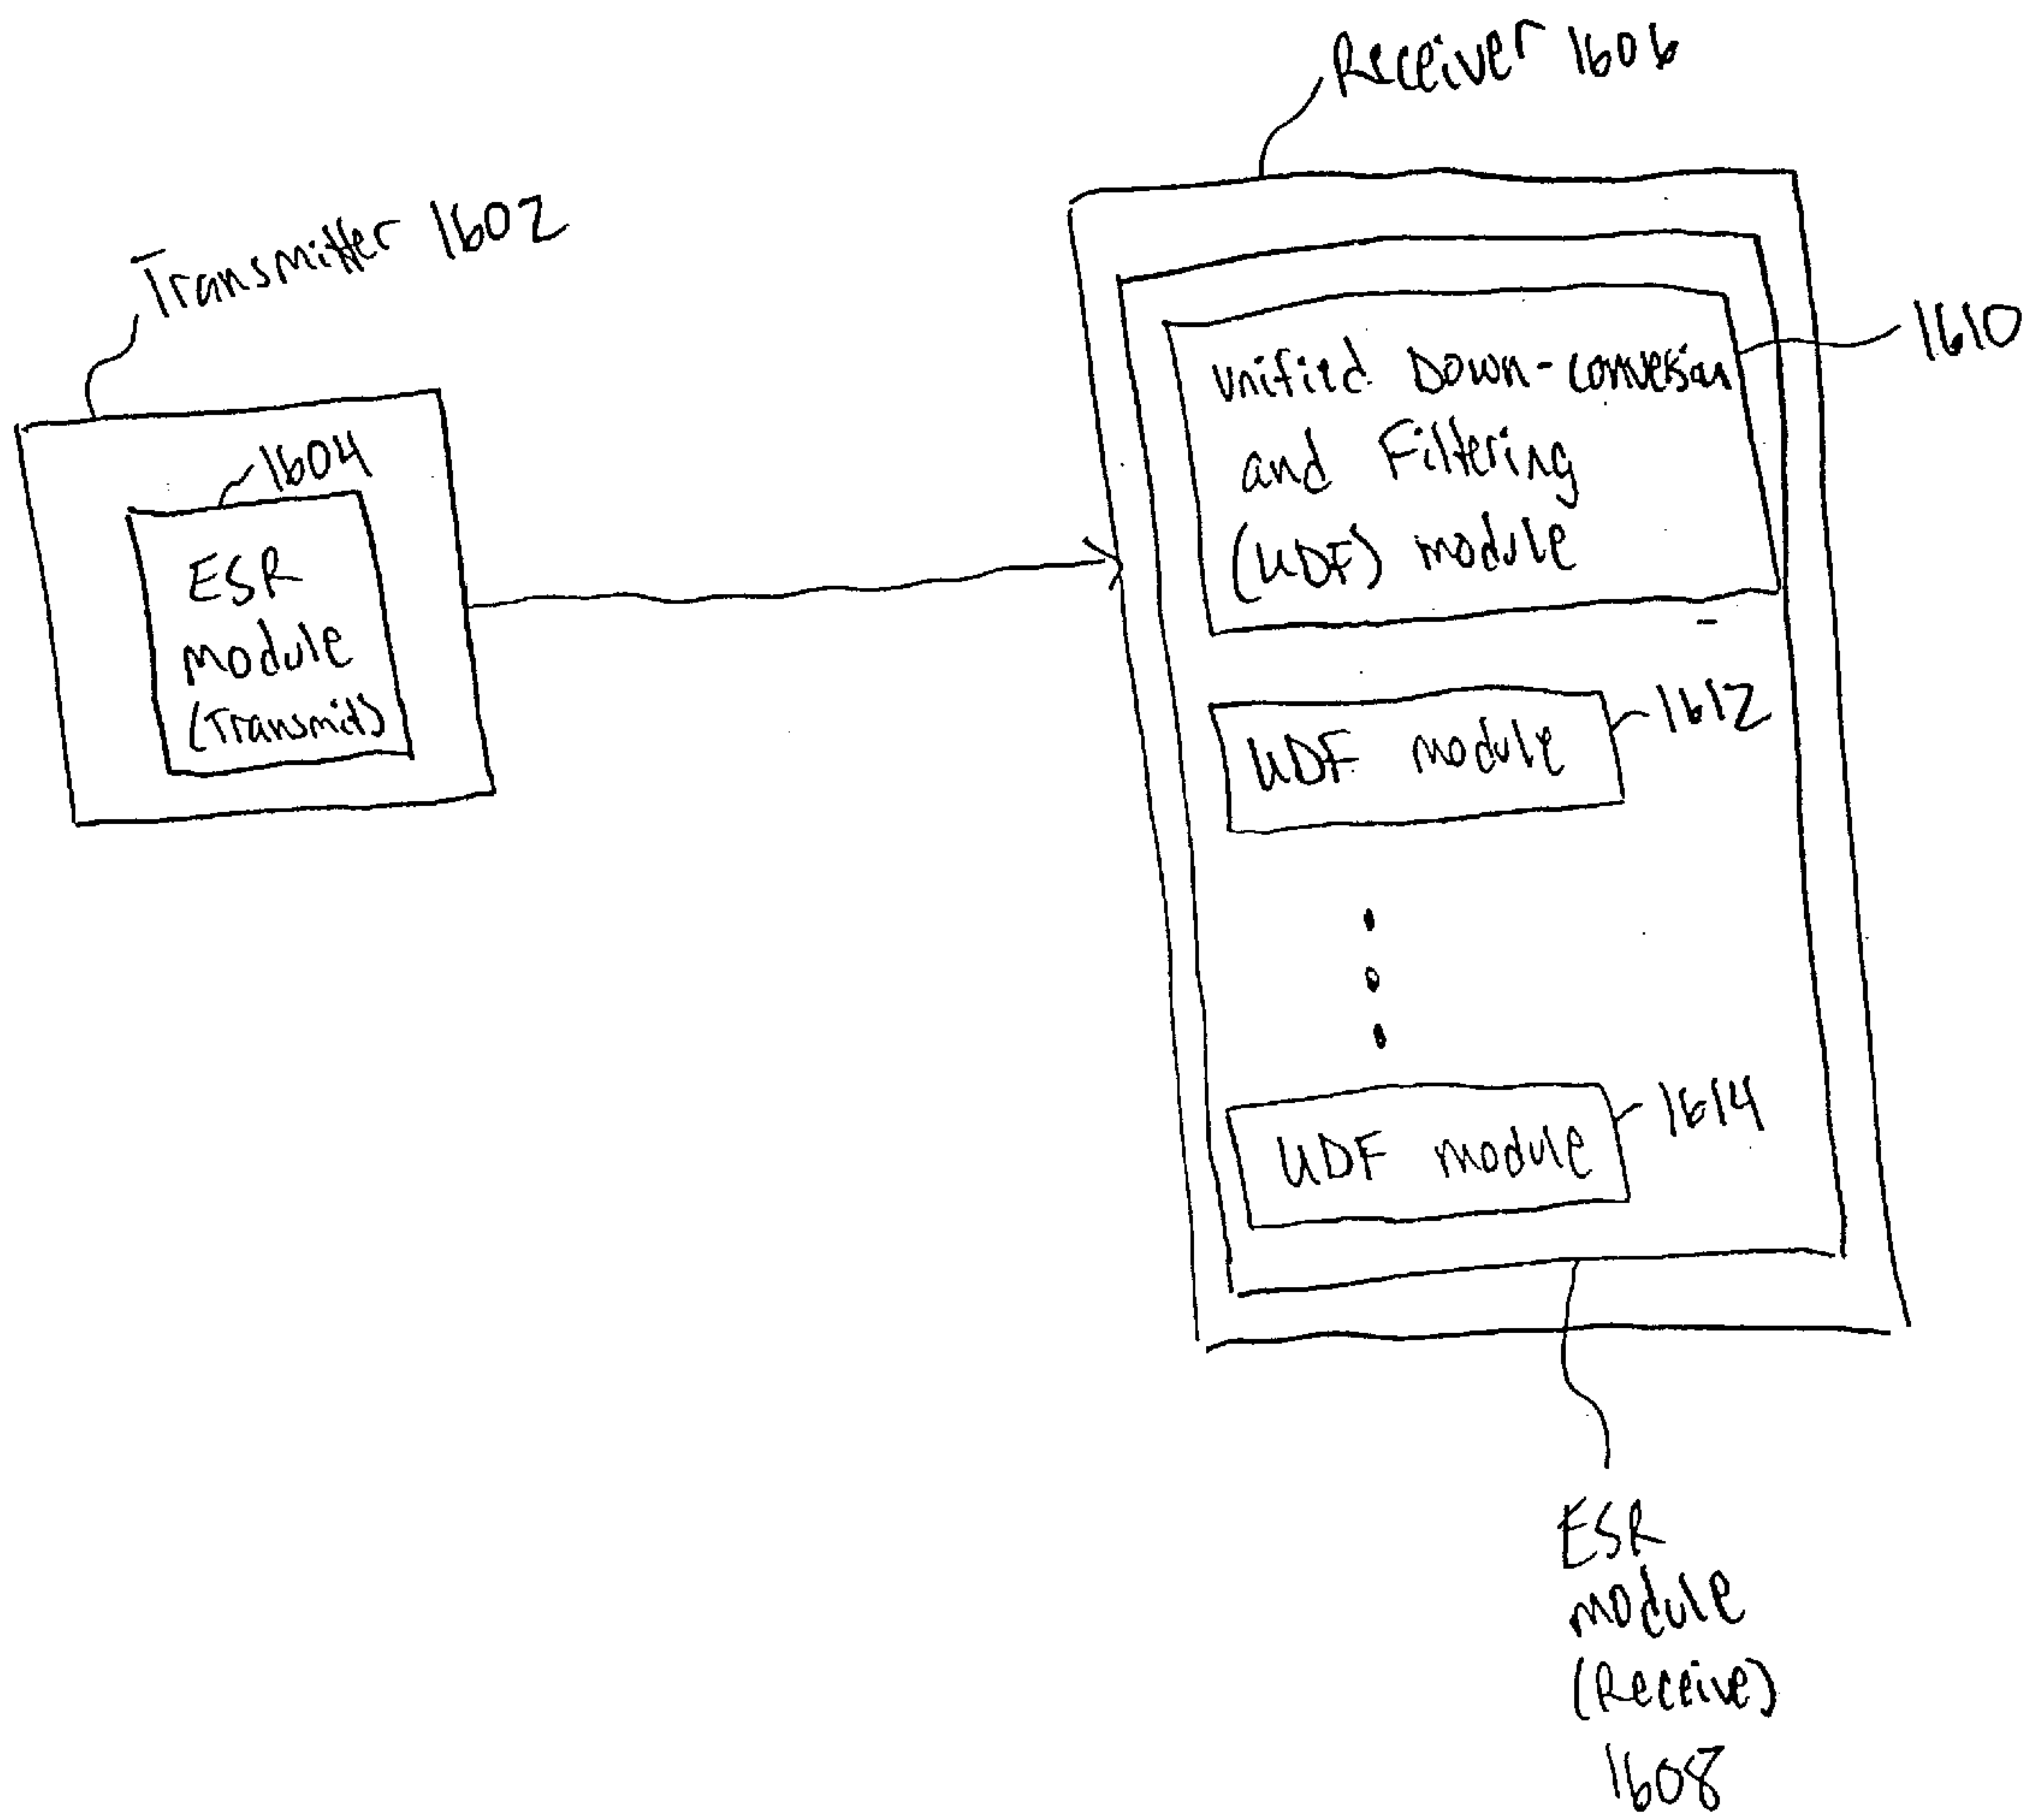 Receiver 1606
Transmitter 1602
1604
ESR
Module
(Transmit)
1610
Unified Down-conversion
and Filtering
(UDF) module
1612
UDF module
1614
UDF module
ESR
module
(Receive)
1608